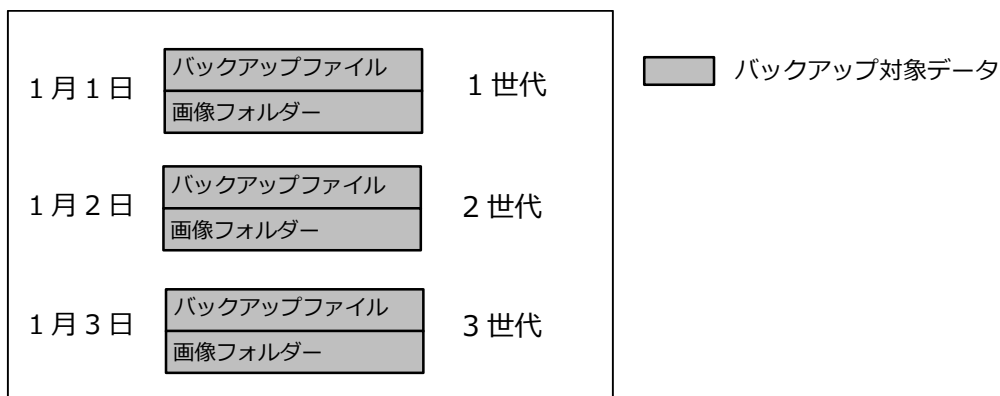 バックアップ対象データ
1月1日
バックアップファイル
画像フォルダー
1世代
1月2日
バックアップファイル
画像フォルダー
2世代
1月3日
バックアップファイル
画像フォルダー
3世代